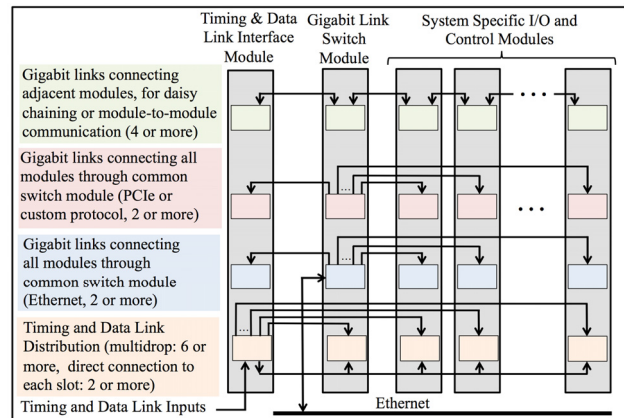 Timing & Data
Link Interface
Module
Gigabit Link
Switch
Module
System Specific I/O and
Control Modules
Gigabit links connecting
adjacent modules, for daisy
chaining or module-to-module
communication (4 or more)
Gigabit links connecting all
modules through common
switch module (PCIe or
custom protocol, 2 or more)
Gigabit links connecting
all modules through
common switch module
(Ethernet, 2 or more)
Timing and Data Link
Distribution (multidrop: 6 or
more, direct connection to
each slot: 2 or more)
Timing and Data Link Inputs
Ethernet